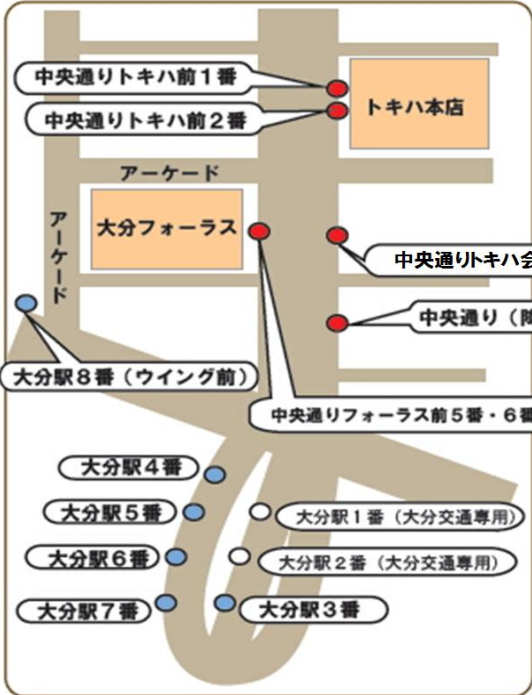 中央通りトキハ前1番
中央通りトキハ前2番
トキハ本店
アーケード
アーケード
大分フォーラス
中央通りトキハ会
中央通り（
大分駅8番（ウイング前）
中央通りフォーラス前5番・6番
大分駅4番
大分駅5番
大分駅1番（大分交通専用）
大分駅6番
大分駅2番（大分交通専用）
大分駅7番
大分駅3番